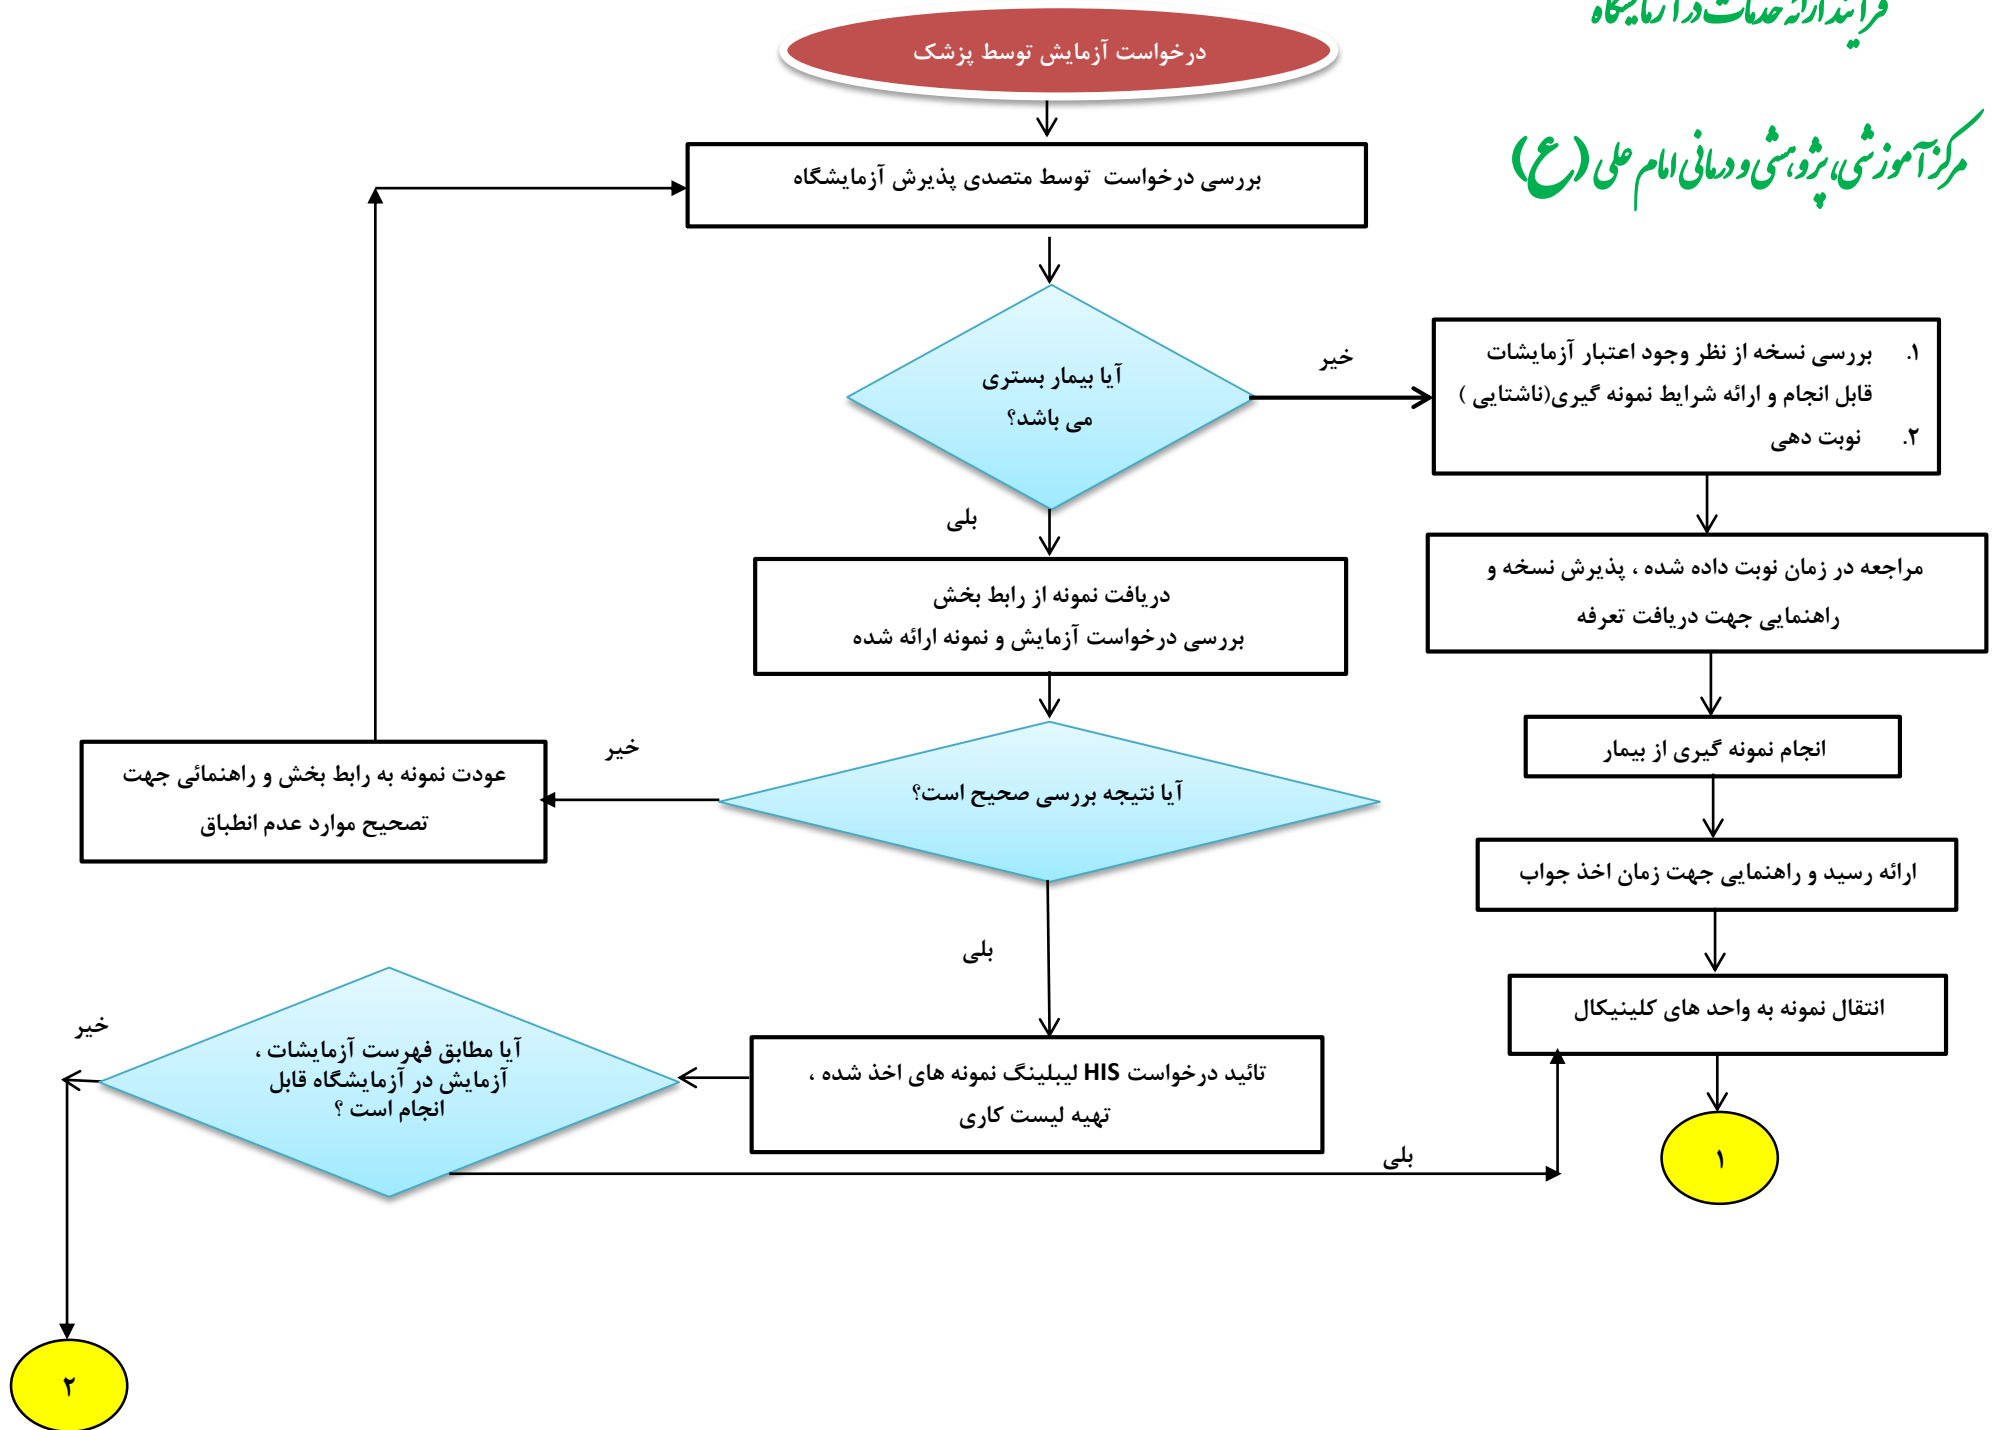 فرآیند ارائه خدمات در آزمایشگاه
مرکز آموزشی، پژوهشی و درمانی امام علی (ع)
درخواست آزمایش توسط پزشک
بررسی درخواست توسط متصدی پذیرش آزمایشگاه
آیا بیمار بستری
می باشد؟
خیر
۱. بررسی نسخه از نظر وجود اعتبار آزمایشات
قابل انجام و ارائه شرایط نمونه گیری(ناشتایی )
۲. نوبت دهی
بلی
مراجعه در زمان نوبت داده شده ، پذیرش نسخه و
راهنمایی جهت دریافت تعرفه
دریافت نمونه از رابط بخش
بررسی درخواست آزمایش و نمونه ارائه شده
انجام نمونه گیری از بیمار
آیا نتیجه بررسی صحیح است؟
خیر
عودت نمونه به رابط بخش و راهنمائی جهت
تصحیح موارد عدم انطباق
ارائه رسید و راهنمایی جهت زمان اخذ جواب
بلی
انتقال نمونه به واحد های کلینیکال
تائید درخواست HIS لیبلینگ نمونه های اخذ شده ،
تهیه لیست کاری
آیا مطابق فهرست آزمایشات ،
آزمایش در آزمایشگاه قابل
انجام است ؟
خیر
بلی
۱
۲